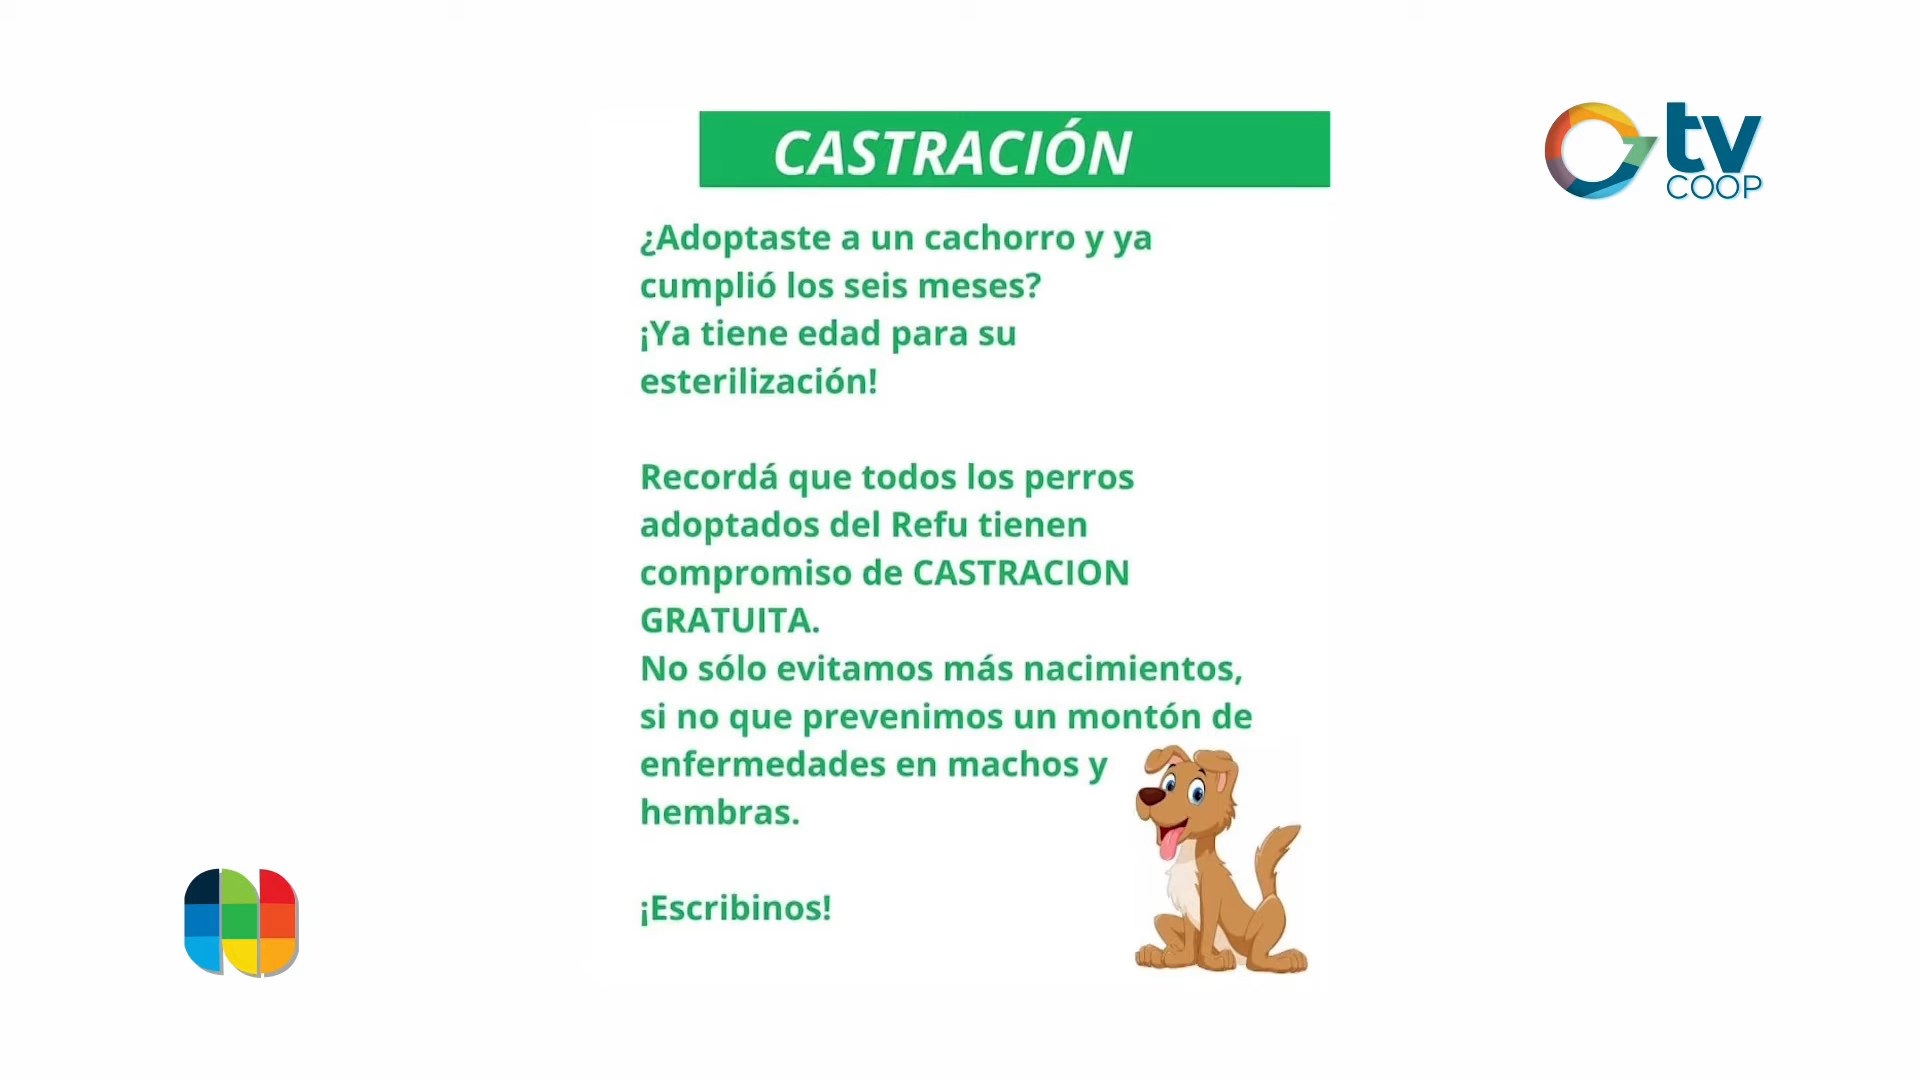 CASTRACIÓN
tv
COOP
¿Adoptaste a un cachorro y ya
cumplió los seis meses?
¡Ya tiene edad para su
esterilización!
Recordá que todos los perros
adoptados del Refu tienen
compromiso de CASTRACION
GRATUITA.
No sólo evitamos más nacimientos,
si no que prevenimos un montón de
enfermedades en machos y
hembras.
¡Escribinos!